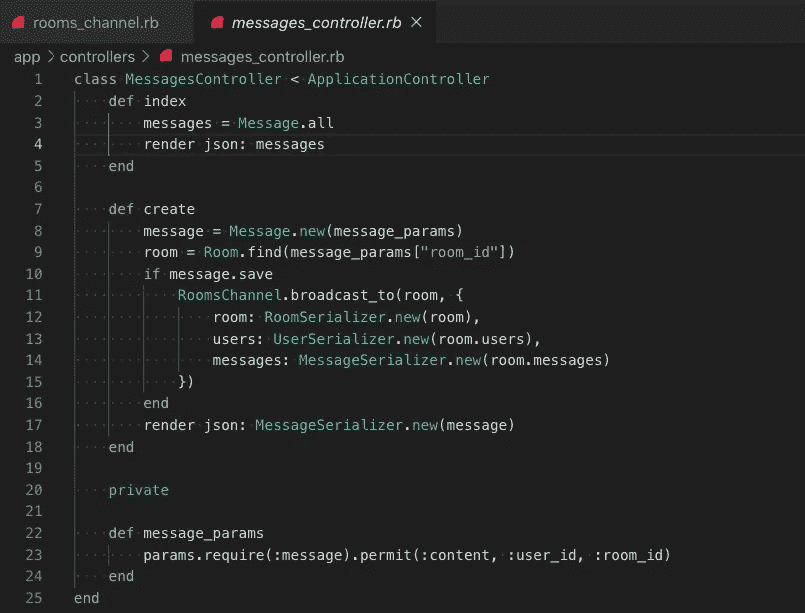 rooms_channel.rb messages_controller.rb ×
app > controllers > messages_controller.rb
1 class MessagesController < ApplicationController
2     def index
3         messages = Message.all
4         render json: messages
5     end
6
7     def create
8         message = Message.new(message_params)
9         room = Room.find(message_params["room_id"])
10         if message.save
11             RoomsChannel.broadcast_to(room, {
12                 room: RoomSerializer.new(room),
13                 users: UserSerializer.new(room.users),
14                 messages: MessageSerializer.new(room.messages)
15             })
16         end
17         render json: MessageSerializer.new(message)
18     end
19
20     private
21
22     def message_params
23         params.require(:message).permit(:content, :user_id, :room_id)
24     end
25 end